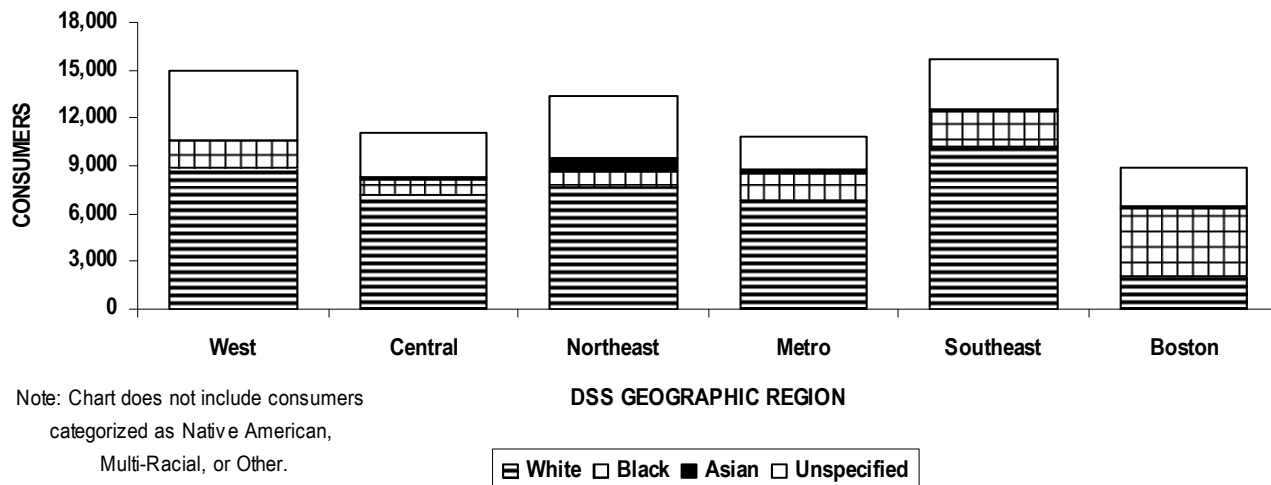 18,000
15,000
12,000
9,000
6,000
3,000
0
CONSUMERS
West Central Northeast Metro Southeast Boston
DSS GEOGRAPHIC REGION
Note: Chart does not include consumers
categorized as Native American,
Multi-Racial, or Other.
White Black Asian Unspecified